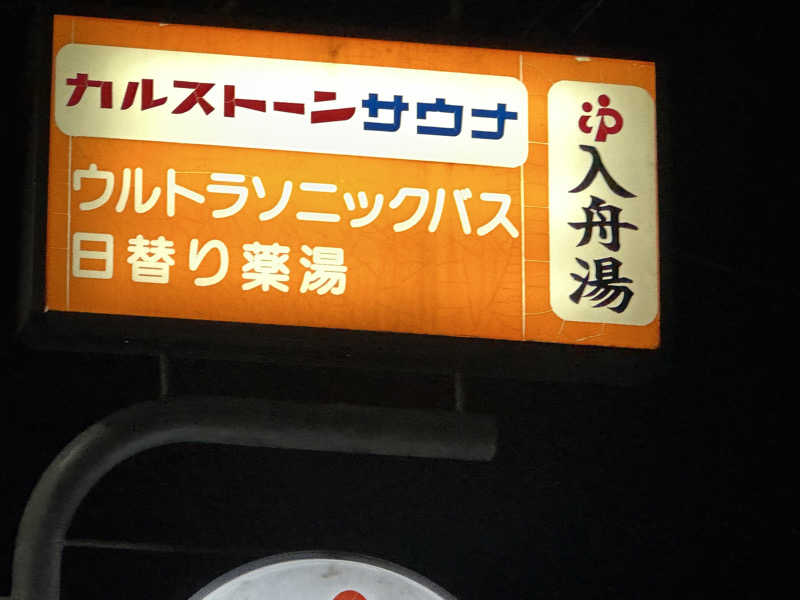 カルストーンサウナ
ウルトラソニックバス
日替り薬湯
ゆ
入舟湯